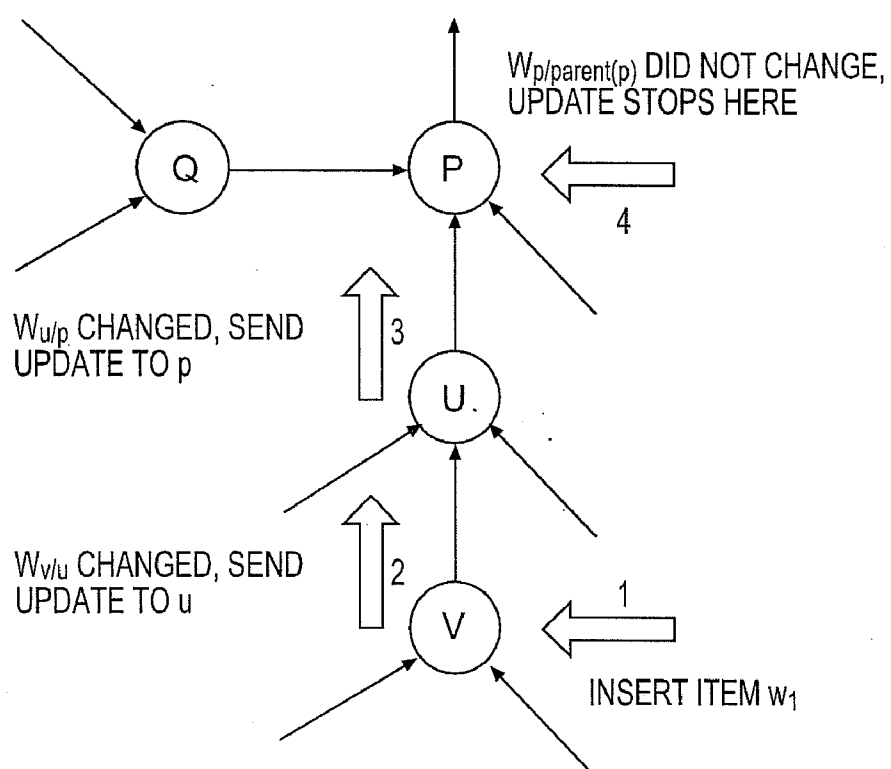 Wp/parent(p) DID NOT CHANGE,
UPDATE STOPS HERE
Q
P
4
Wu/p CHANGED, SEND
UPDATE TO p
3
U
Wv/u CHANGED, SEND
UPDATE TO u
2
1
V
INSERT ITEM w1